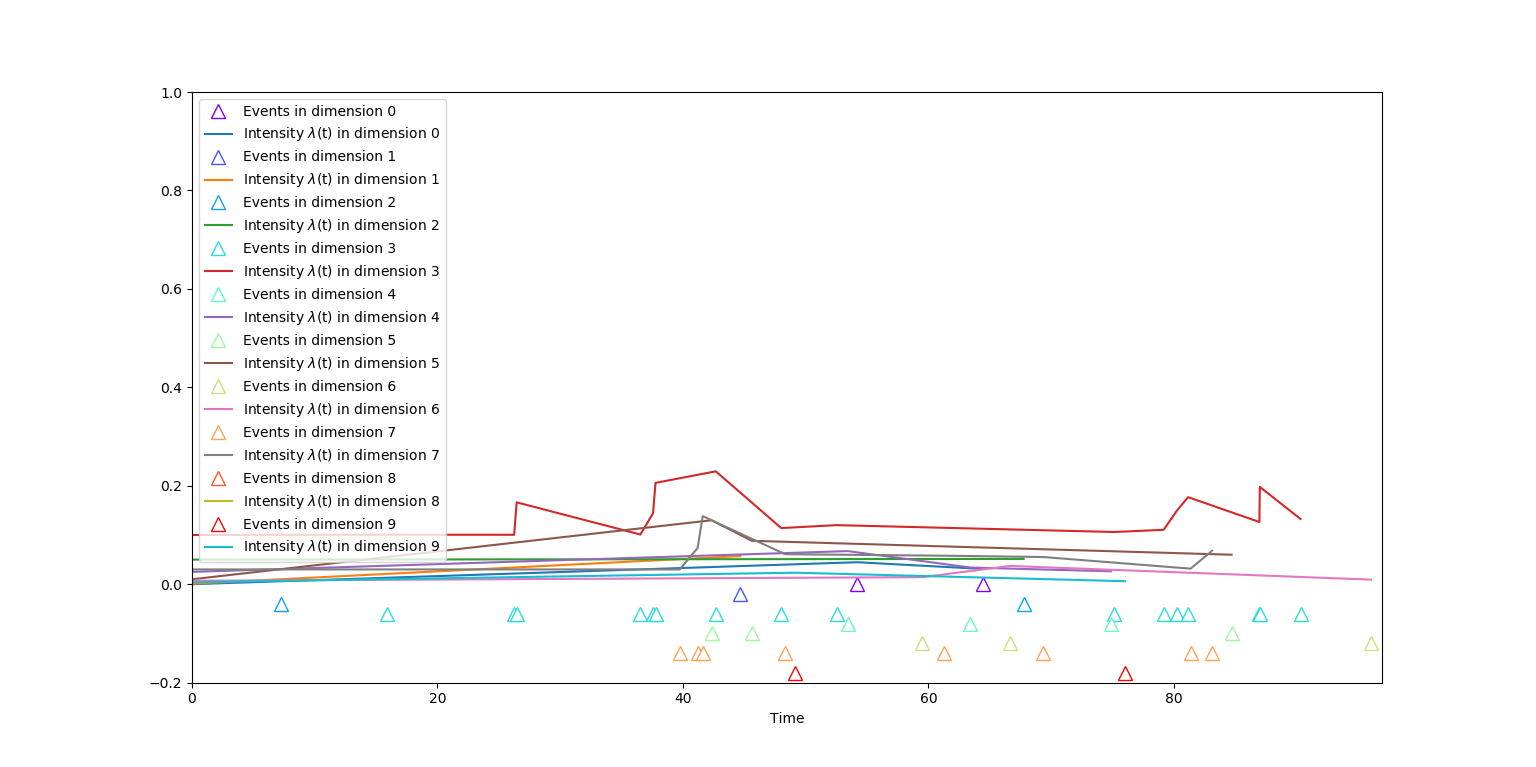 1.0
0.8
0.6
0.4
0.2
0.0
−0.2
Events in dimension 0
Intensity λ(t) in dimension 0
Events in dimension 1
Intensity λ(t) in dimension 1
Events in dimension 2
Intensity λ(t) in dimension 2
Events in dimension 3
Intensity λ(t) in dimension 3
Events in dimension 4
Intensity λ(t) in dimension 4
Events in dimension 5
Intensity λ(t) in dimension 5
Events in dimension 6
Intensity λ(t) in dimension 6
Events in dimension 7
Intensity λ(t) in dimension 7
Events in dimension 8
Intensity λ(t) in dimension 8
Events in dimension 9
Intensity λ(t) in dimension 9
0 20 40 60 80
Time